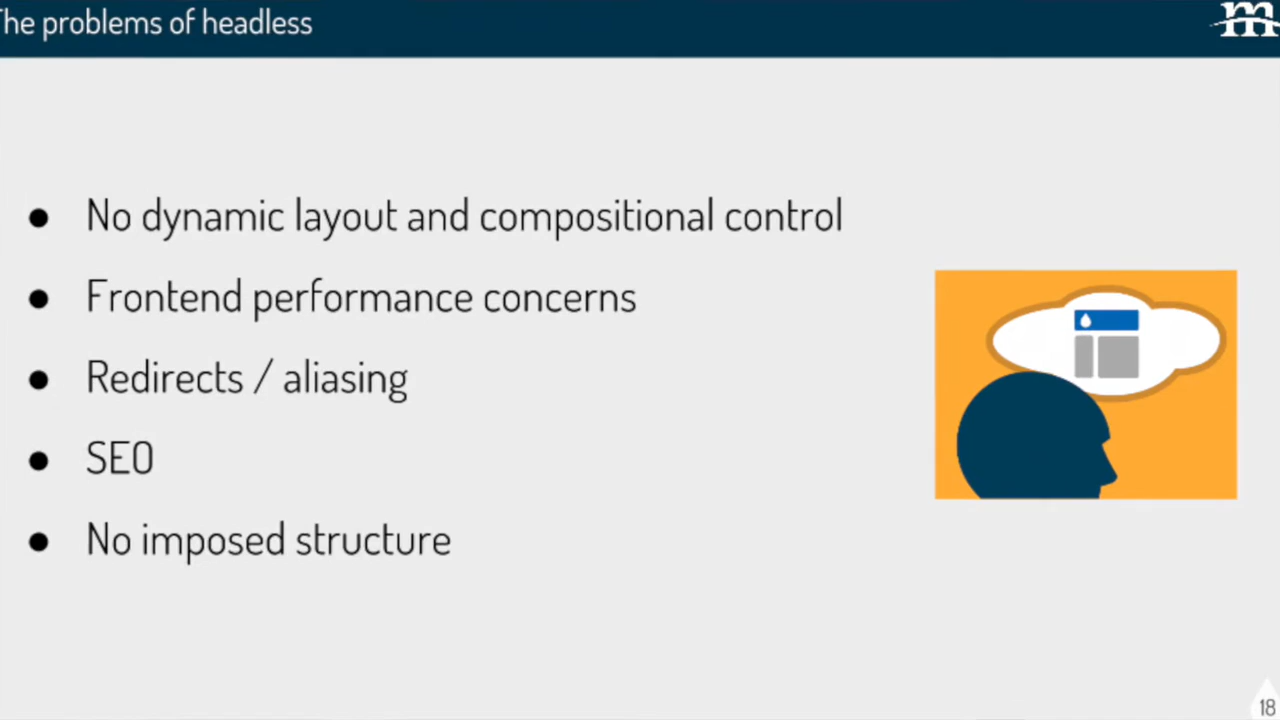 The problems of headless
m
No dynamic layout and compositional control
Frontend performance concerns
Redirects / aliasing
SEO
No imposed structure
18